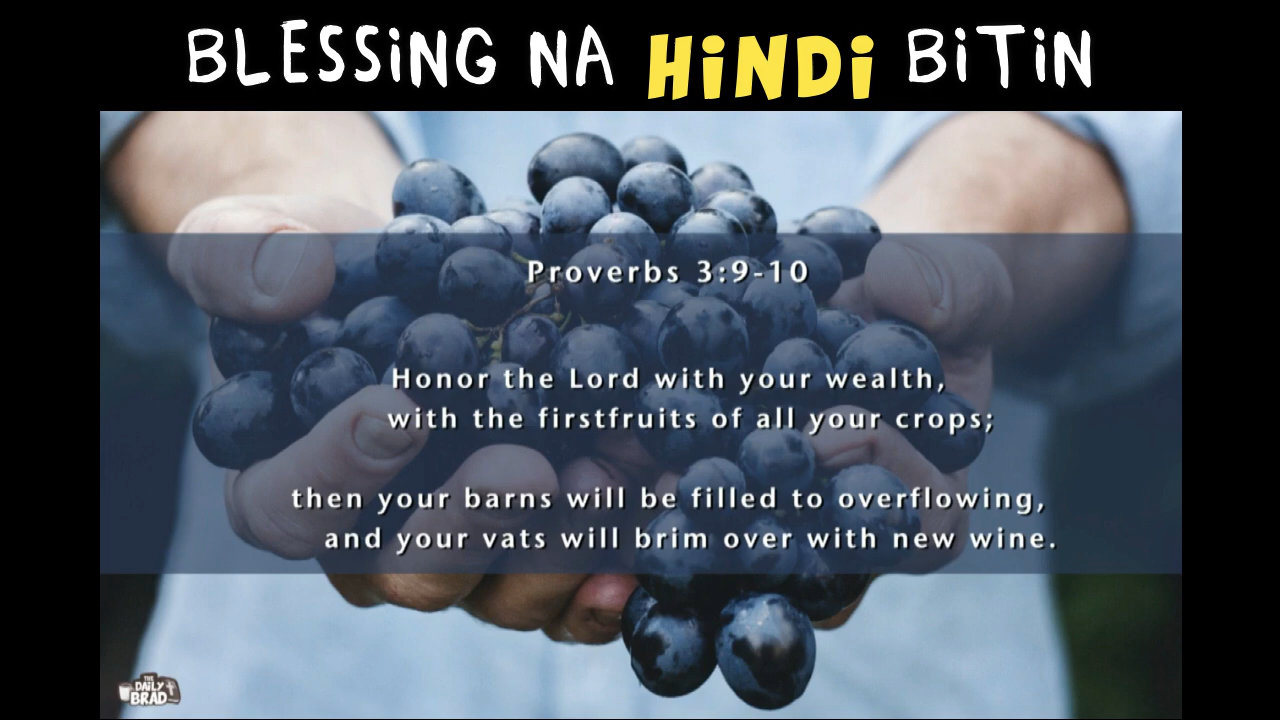 BLESSiNG NA HiNDi BiTiN
Proverbs 3:9-10
Honor the Lord with your wealth,
with the firstfruits of all your crops;
then your barns will be filled to overflowing,
and your vats will brim over with new wine.
THE
DAiLY
BRAD